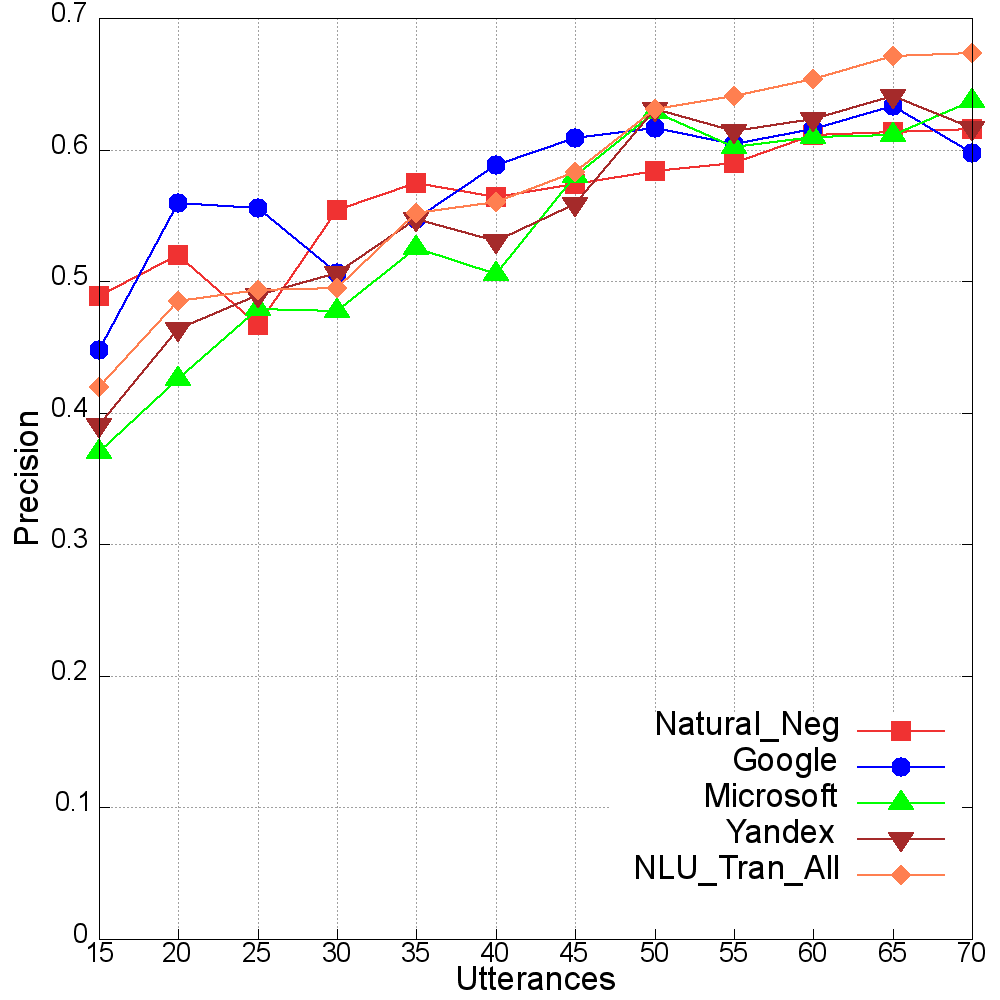 0.7
0.6
0.5
0.4
0.3
0.2
0.1
0
Precision
Natural_Neg
Google
Microsoft
Yandex
NLU_Tran_All
15 20 25 30 35 40 45 50 55 60 65 70
Utterances